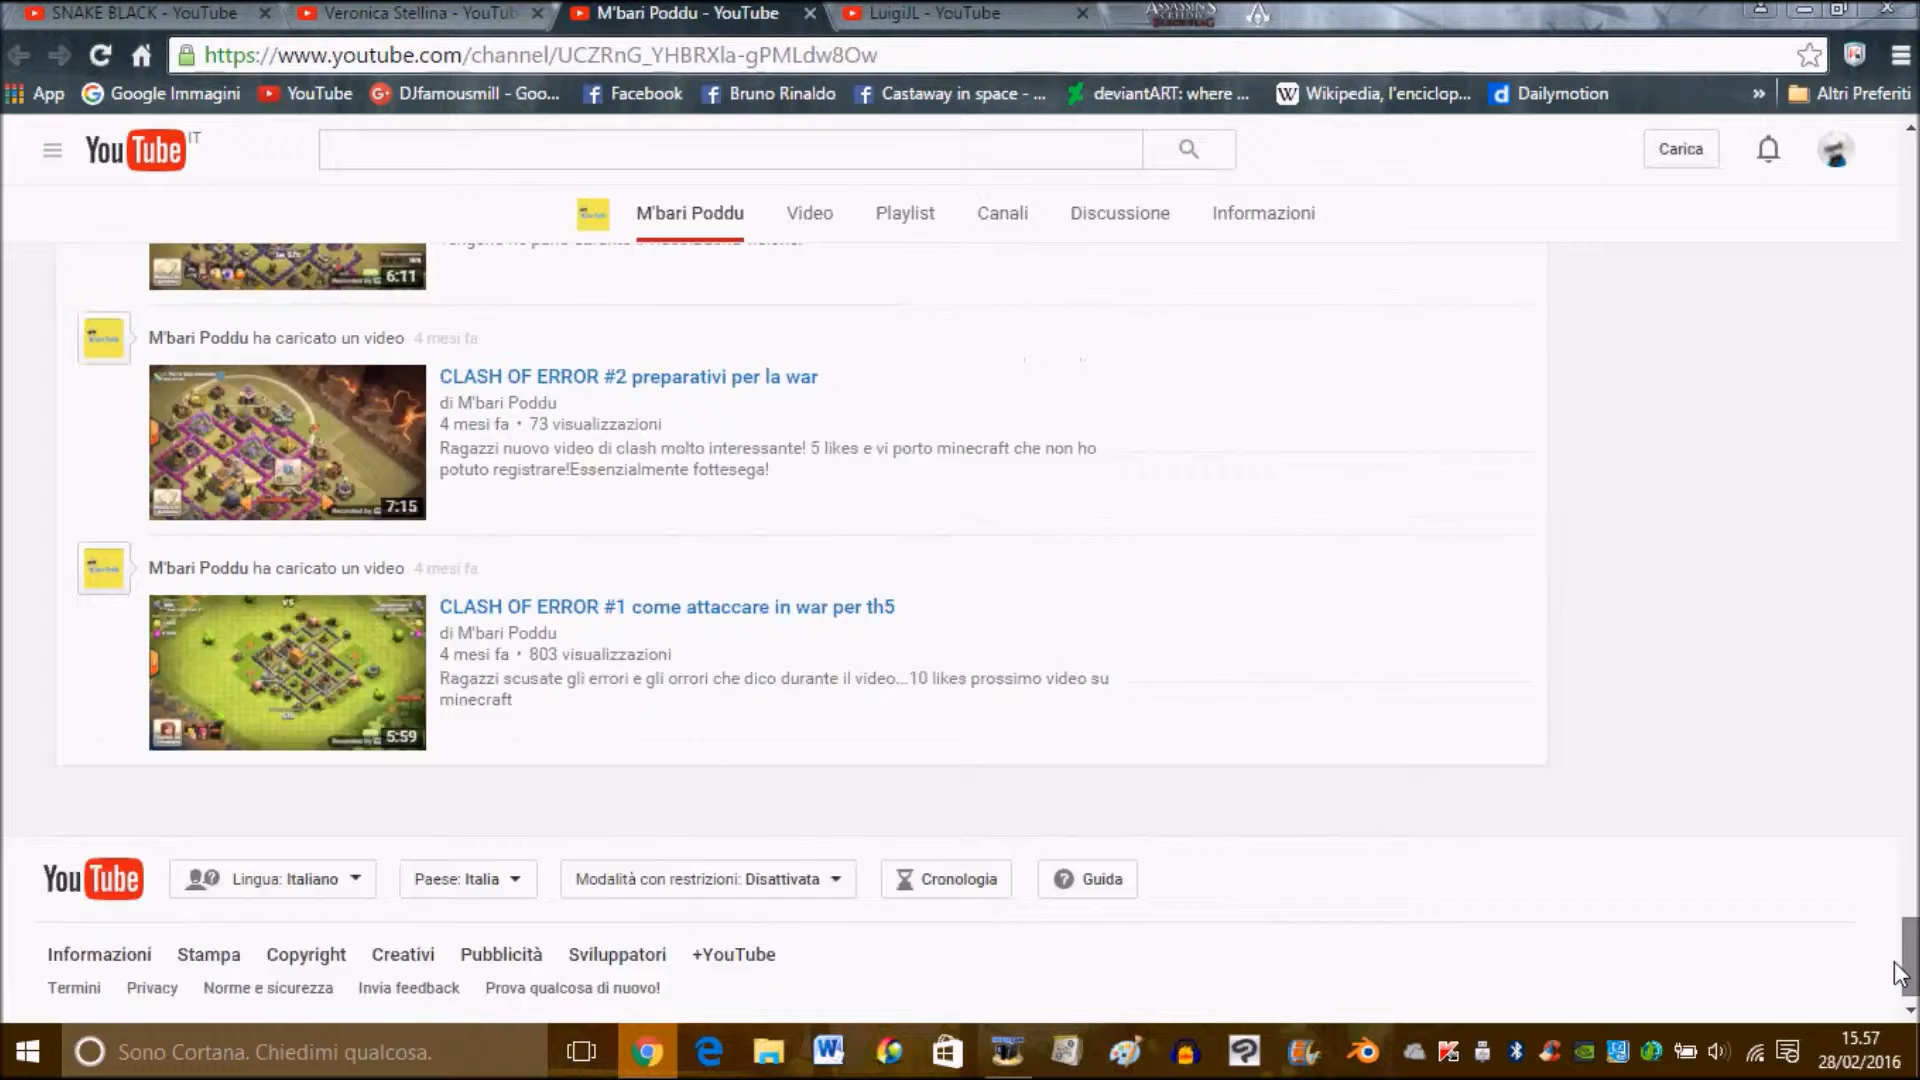 SNAKE BLACK - YouTube
Veronica Stellina - YouTub
M'bari Poddu - YouTube
LuigiJL - YouTube
ASSASSIN'S
https://www.youtube.com/channel/UCZRnG_YHBRXla-gPMLdw8Ow
App
Google Immagini
YouTube
DJfamousmill - Goo...
Facebook
Bruno Rinaldo
Castaway in space - ...
deviantART: where ...
Wikipedia, l'enciclop...
Dailymotion
»
Altri Preferiti
YouTube IT
Carica
M'bari Poddu
Video
Playlist
Canali
Discussione
Informazioni
6:11
M'bari Poddu ha caricato un video 4 mesi fa
CLASH OF ERROR #2 preparativi per la war
di M'bari Poddu
4 mesi fa • 73 visualizzazioni
Ragazzi nuovo video di clash molto interessante! 5 likes e vi porto minecraft che non ho
potuto registrare!Essenzialmente fottesega!
7:15
M'bari Poddu ha caricato un video 4 mesi fa
CLASH OF ERROR #1 come attaccare in war per th5
di M'bari Poddu
4 mesi fa • 803 visualizzazioni
Ragazzi scusate gli errori e gli orrori che dico durante il video...10 likes prossimo video su
minecraft
5:59
YouTube
Lingua: Italiano
Paese: Italia
Modalità con restrizioni: Disattivata
Cronologia
Guida
Informazioni
Stampa
Copyright
Creativi
Pubblicità
Sviluppatori
+YouTube
Termini
Privacy
Norme e sicurezza
Invia feedback
Prova qualcosa di nuovo!
Sono Cortana. Chiedimi qualcosa.
15.57
28/02/2016